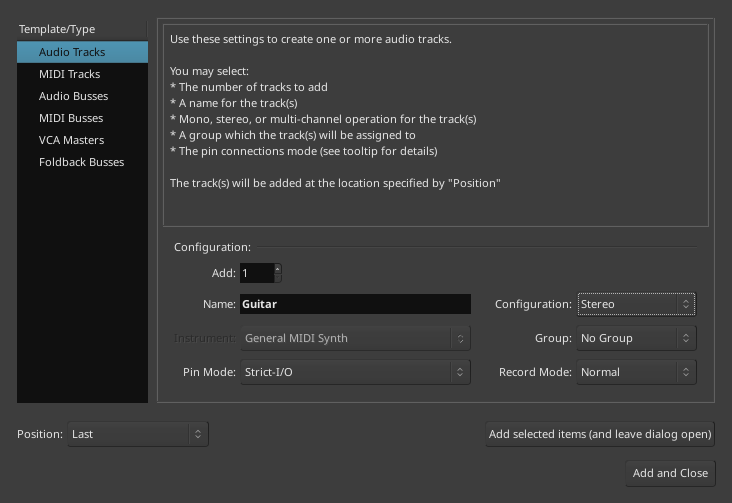 Template/Type
Audio Tracks
MIDI Tracks
Audio Busses
MIDI Busses
VCA Masters
Foldback Busses
Use these settings to create one or more audio tracks.
You may select:
* The number of tracks to add
* A name for the track(s)
* Mono, stereo, or multi-channel operation for the track(s)
* A group which the track(s) will be assigned to
* The pin connections mode (see tooltip for details)
The track(s) will be added at the location specified by "Position"
Configuration:
Add: 1
Name: Guitar Configuration: Stereo
Instrument: General MIDI Synth Group: No Group
Pin Mode: Strict-I/O Record Mode: Normal
Position: Last Add selected items (and leave dialog open)
Add and Close